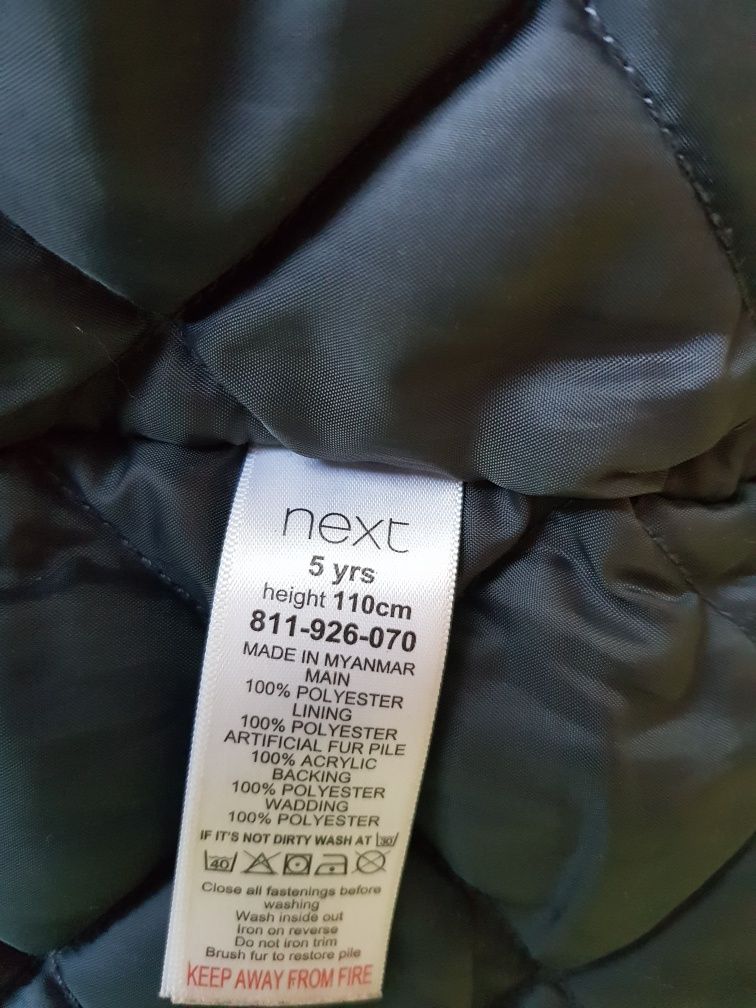 next
5 yrs
height 110cm
811-926-070
MADE IN MYANMAR
MAIN
100% POLYESTER
LINING
100% POLYESTER
ARTIFICIAL FUR PILE
100% ACRYLIC
BACKING
100% POLYESTER
WADDING
100% POLYESTER
IF IT'S NOT DIRTY WASH AT 30
40
Close all fastenings before
washing
Wash inside out
Iron on reverse
Do not iron trim
Brush fur to restore pile
KEEP AWAY FROM FIRE